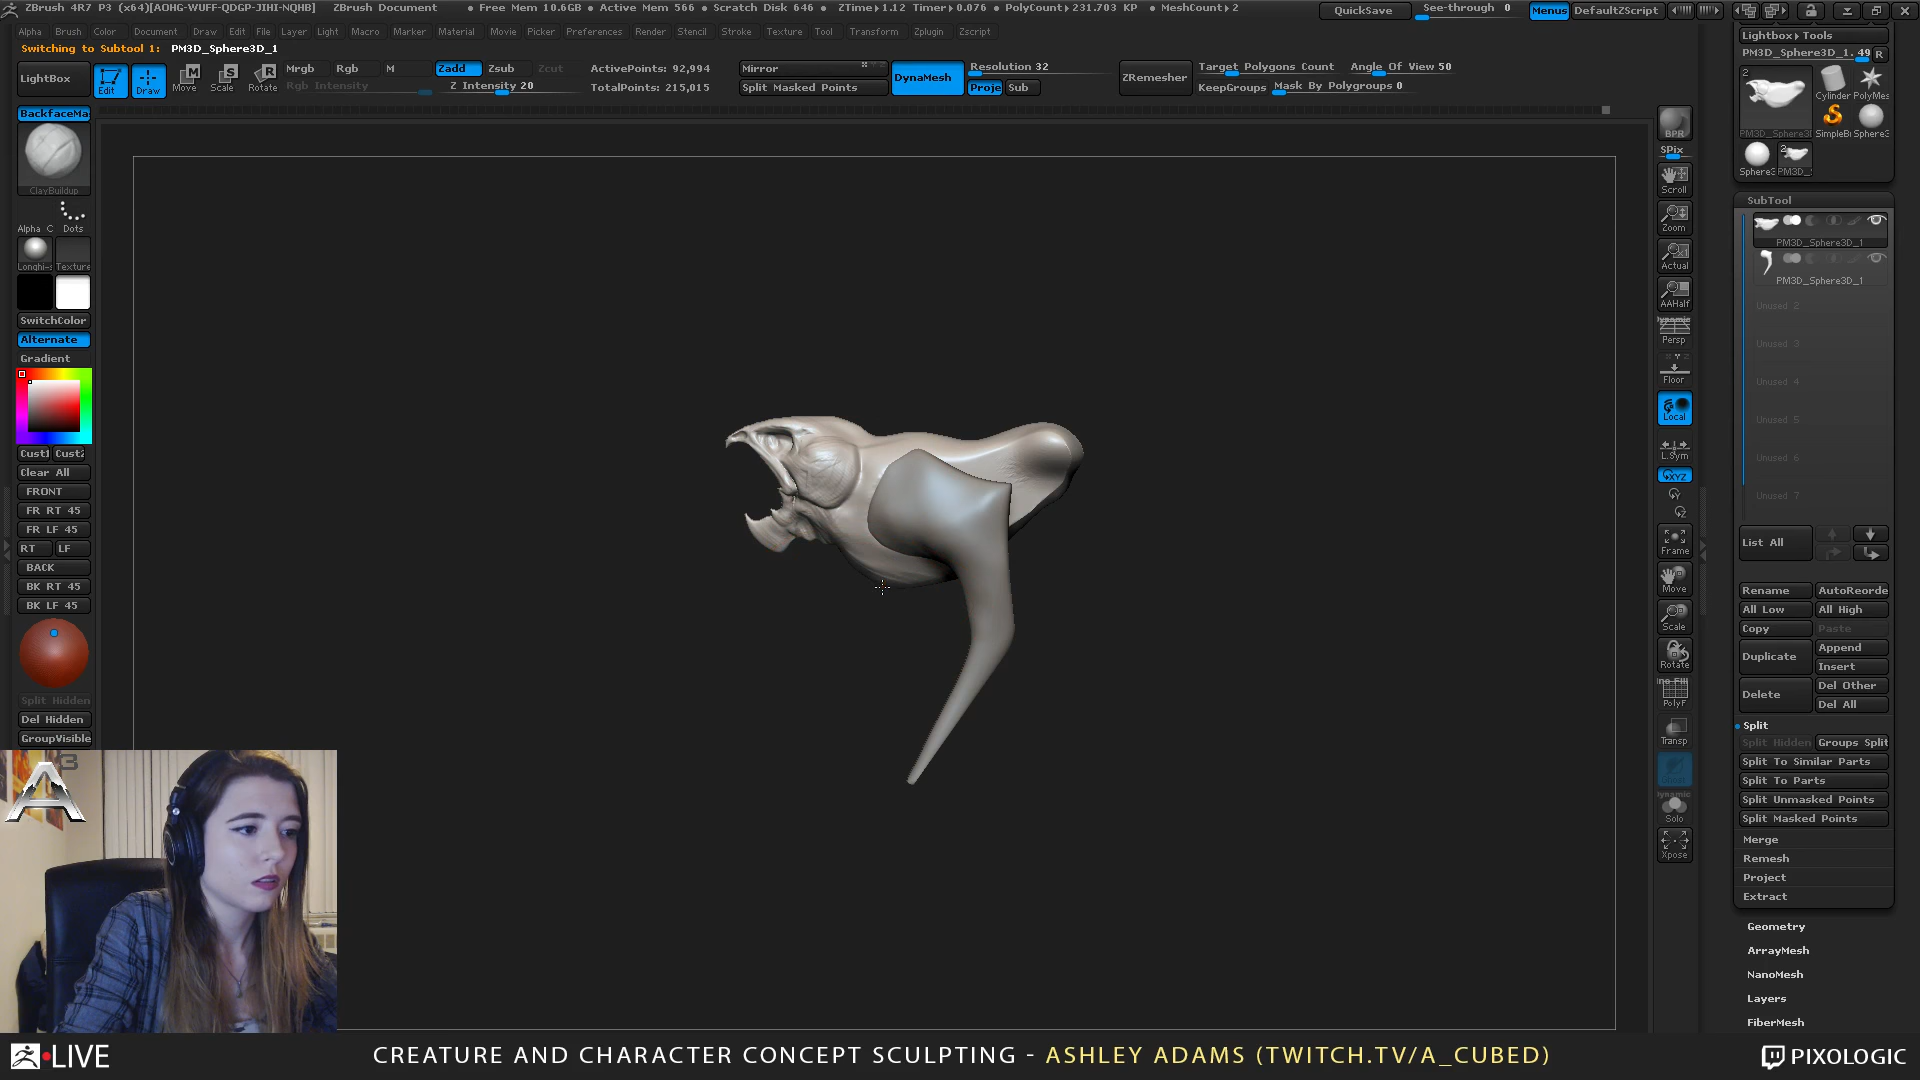 ZBrush 4R7 P3 (x64)[AOHG-WUFF-QDGP-JIHI-NQHB] ZBrush Document • Free Mem 10.6GB • Active Mem 566 • Scratch Disk 646 • ZTime▸1.12 Timer▸0.076 • PolyCount▸231.703 KP • MeshCount▸2 QuickSave See-through 0 Menus DefaultZScript
Alpha Brush Color Document Draw Edit File Layer Light Macro Marker Material Movie Picker Preferences Render Stencil Stroke Texture Tool Transform Zplugin Zscript
Switching to Subtool 1: PM3D_Sphere3D_1
LightBox Edit Draw Move Scale Rotate
Mrgb Rgb M Zadd Zsub Zcut
Rgb Intensity Z Intensity 20
ActivePoints: 92,994
TotalPoints: 215,015
Mirror
Split Masked Points
DynaMesh
Resolution 32
Proje Sub
ZRemesher
Target Polygons Count Angle Of View 50
KeepGroups Mask By Polygroups 0
BackfaceMa
ClayBuildup
Alpha C Dots
Texture
SwitchColor
Alternate
Gradient
Cust1 Cust2
Clear All
FRONT
FR RT 45
FR LF 45
RT LF
BACK
BK RT 45
BK LF 45
Split Hidden
Del Hidden
GroupVisible
BPR
SPix
Scroll
Zoom
Actual
AAHalf
Dynamic
Persp
Floor
Local
L.Sym
XYZ
Frame
Move
Scale
Rotate
PolyF
Transp
Dynamic
Solo
Xpose
Lightbox▸Tools
PM3D_Sphere3D_1. 49 R
2
Cylinder PolyMes
PM3D_Sphere3D SimpleB Sphere3
2
Sphere3 PM3D_
SubTool
PM3D_Sphere3D_1
PM3D_Sphere3D_1
Unused 2
Unused 3
Unused 4
Unused 5
Unused 6
Unused 7
List All
Rename AutoReorde
All Low All High
Copy Paste
Duplicate Append
Insert
Delete Del Other
Del All
Split
Split Hidden Groups Split
Split To Similar Parts
Split To Parts
Split Unmasked Points
Split Masked Points
Merge
Remesh
Project
Extract
Geometry
ArrayMesh
NanoMesh
Layers
FiberMesh
A3
LIVE
CREATURE AND CHARACTER CONCEPT SCULPTING - ASHLEY ADAMS (TWITCH.TV/A_CUBED)
PIXOLOGIC